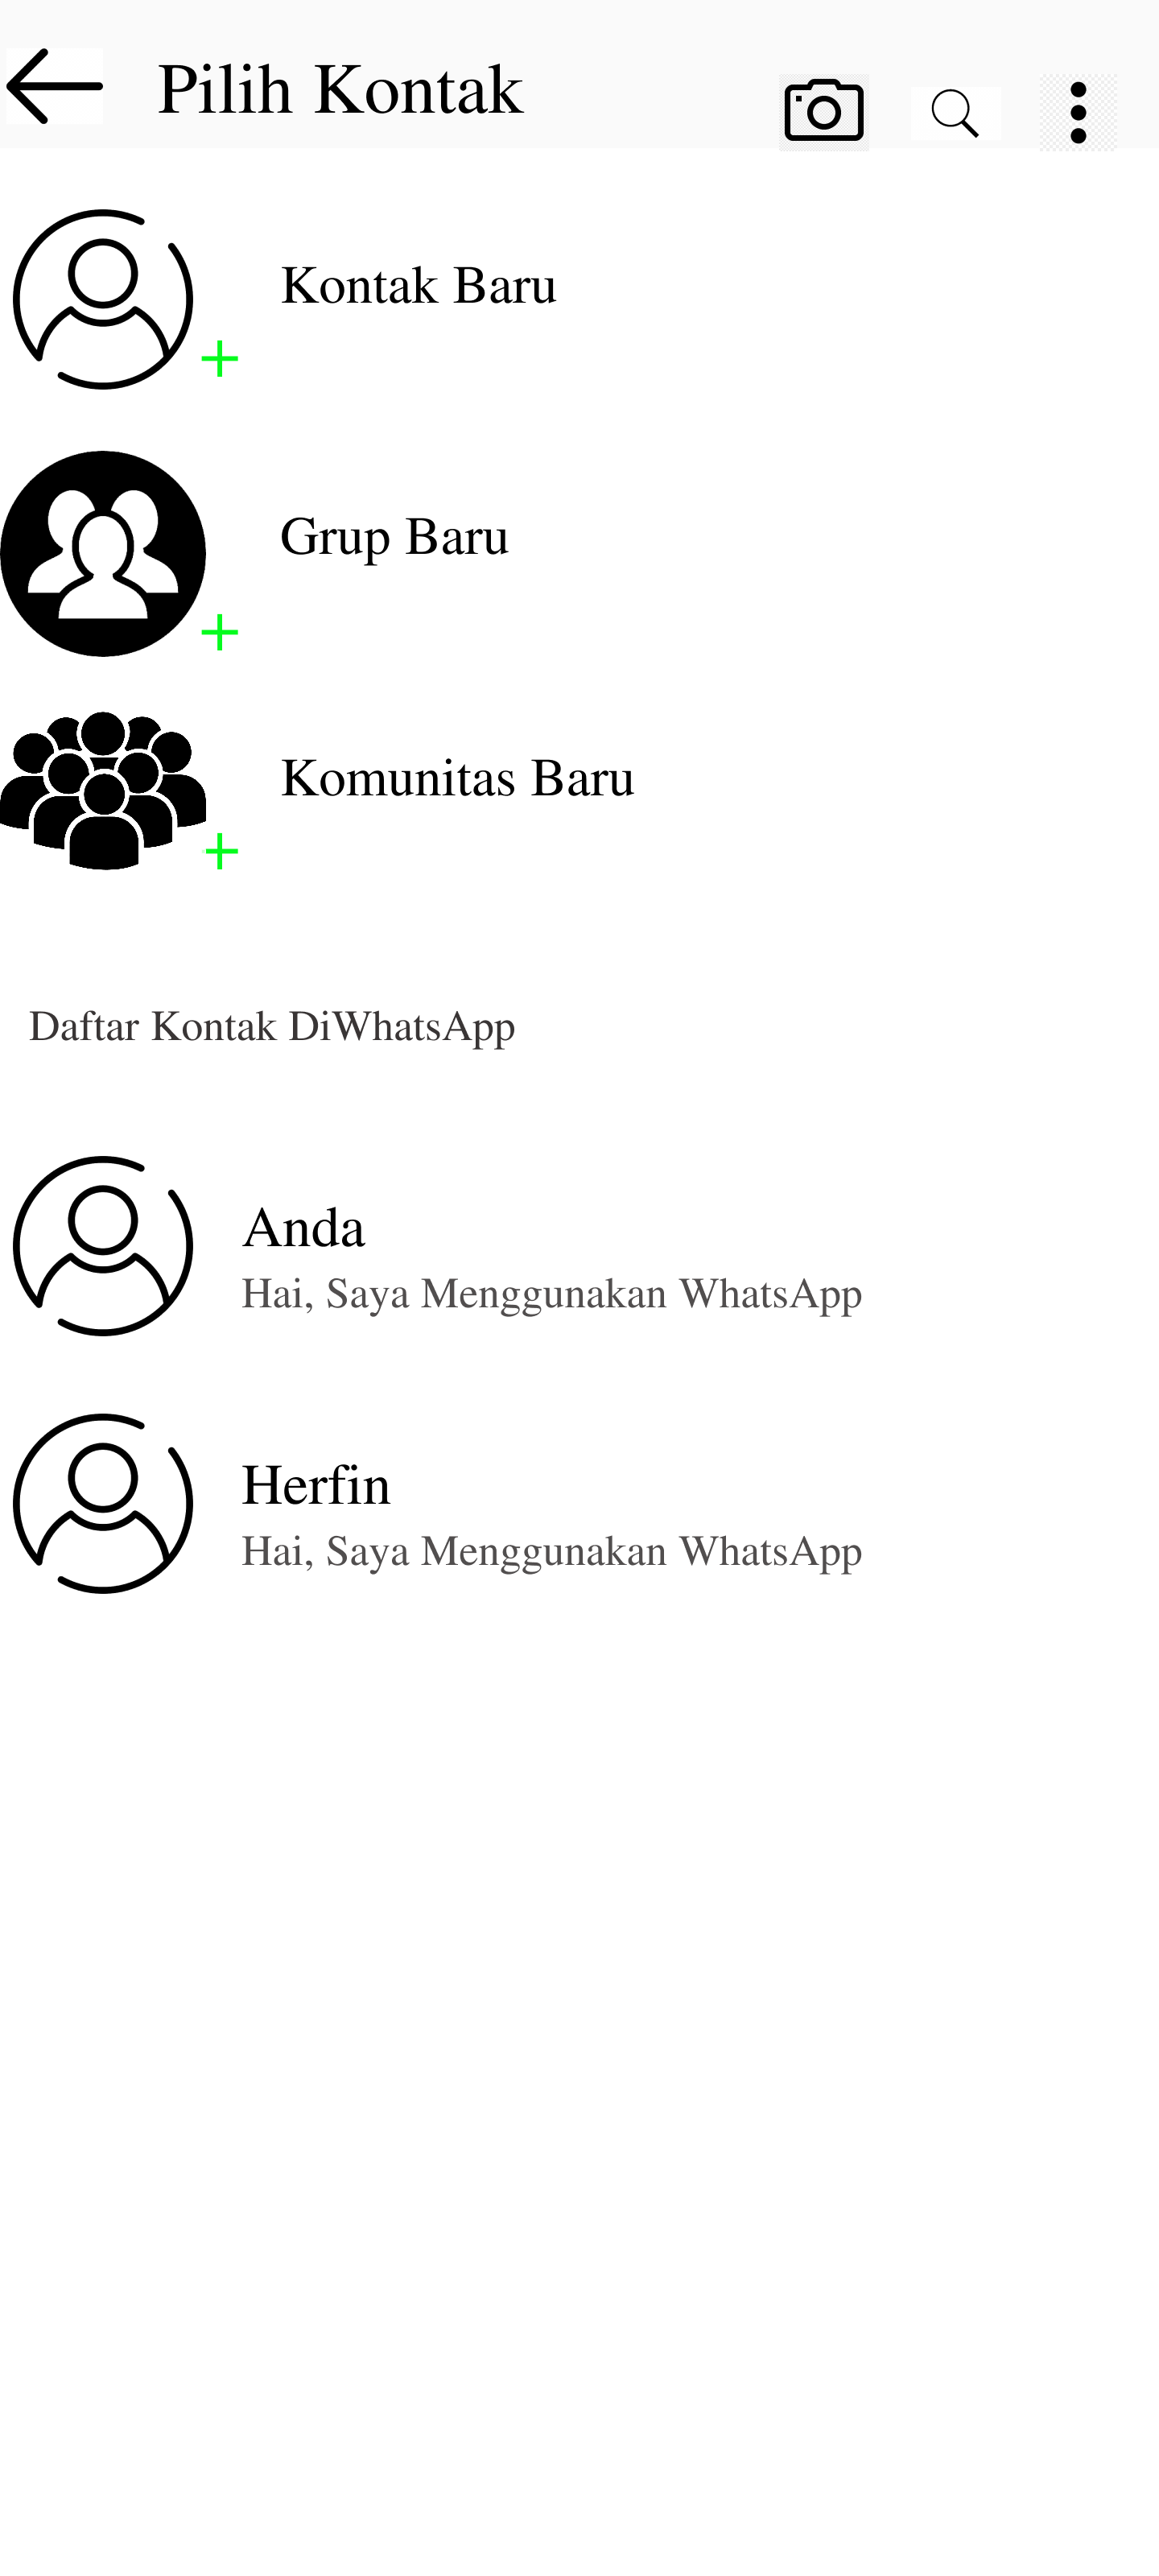 Pilih Kontak
Kontak Baru
Grup Baru
Komunitas Baru
Daftar Kontak DiWhatsApp
Anda
Hai, Saya Menggunakan WhatsApp
Herfin
Hai, Saya Menggunakan WhatsApp